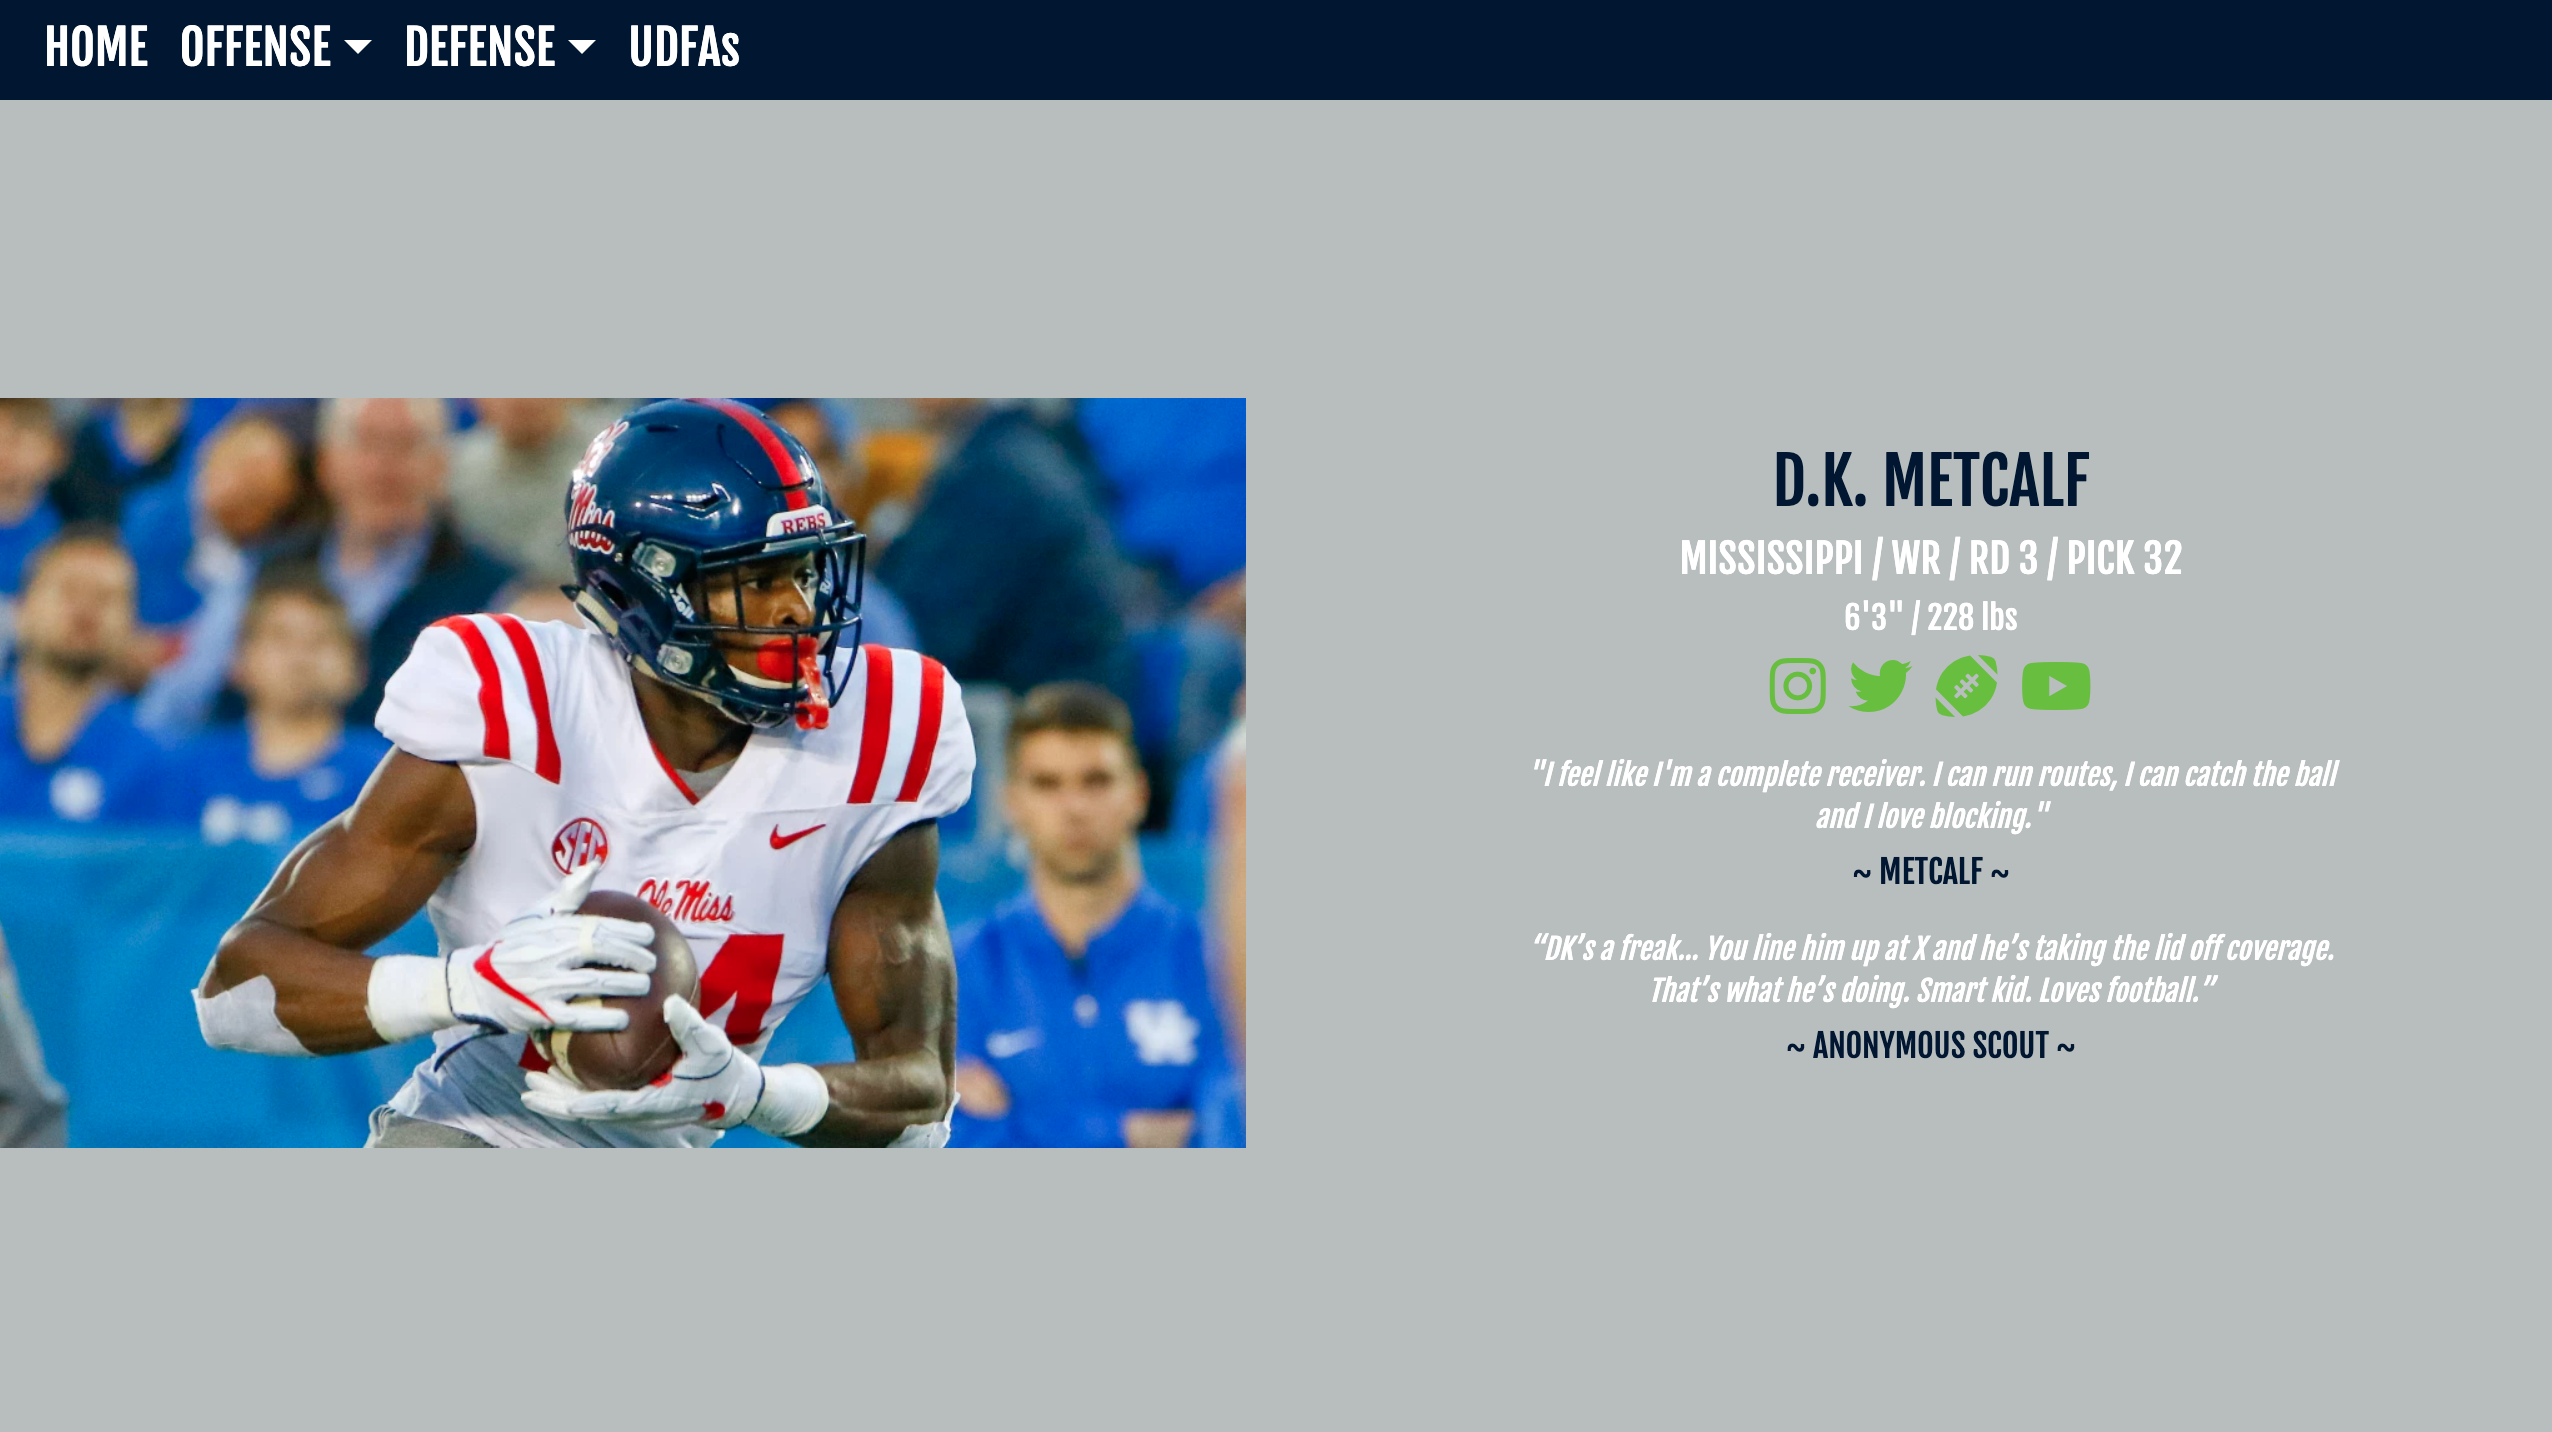 HOME OFFENSE DEFENSE UDFAs
REBS
Miss
SEC
Ole Miss
D.K. METCALF
MISSISSIPPI / WR / RD 3 / PICK 32
6'3" / 228 lbs
"I feel like I'm a complete receiver. I can run routes, I can catch the ball
and I love blocking."
~ METCALF ~
“DK’s a freak... You line him up at X and he’s taking the lid off coverage.
That’s what he’s doing. Smart kid. Loves football.”
~ ANONYMOUS SCOUT ~